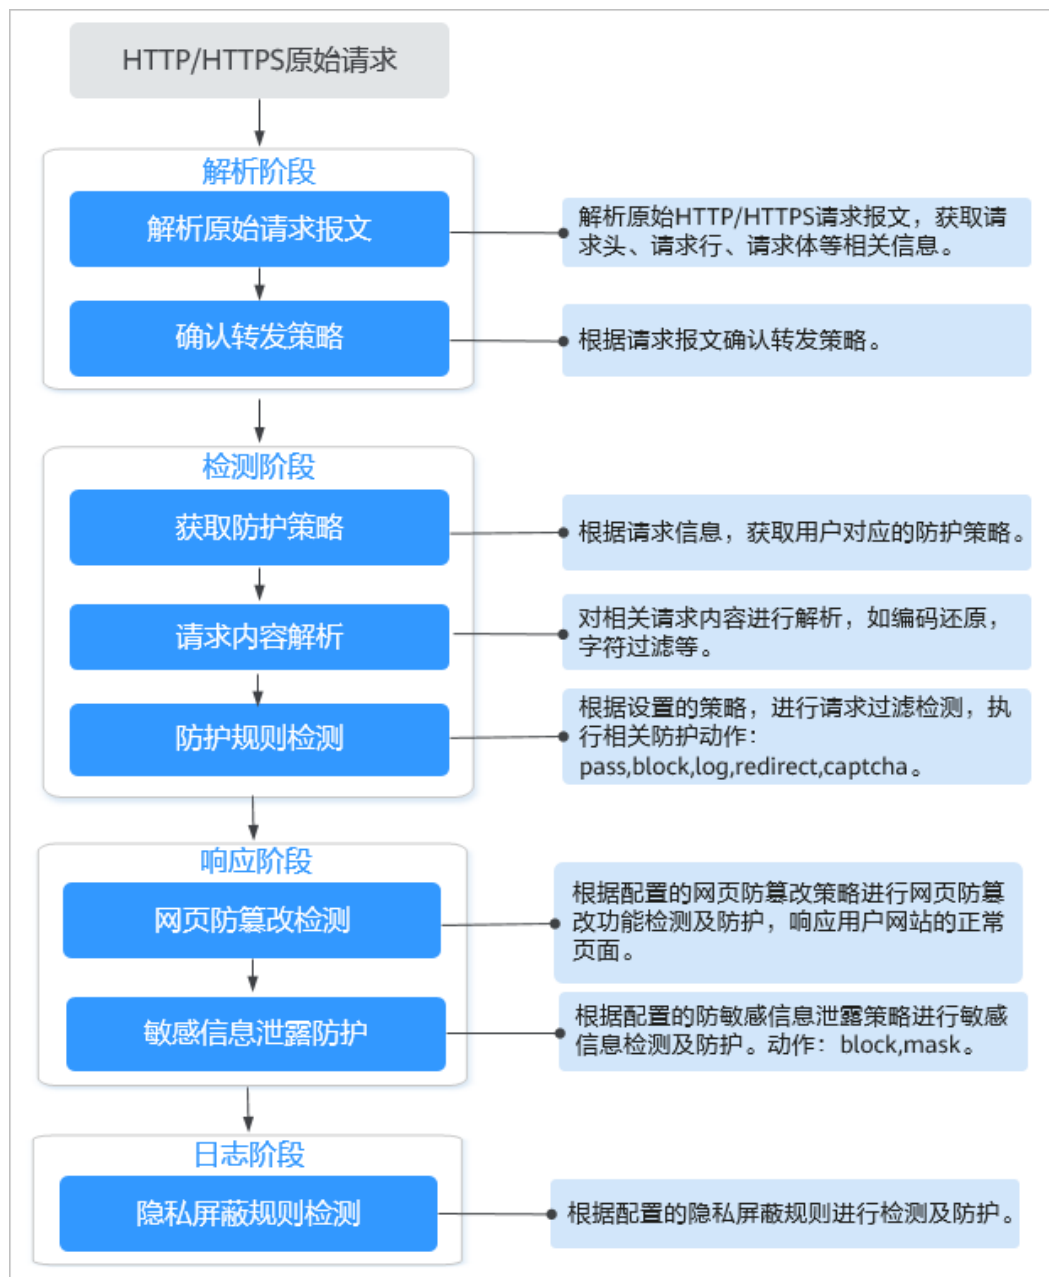 HTTP/HTTPS原始请求
解析阶段
解析原始请求报文
解析原始HTTP/HTTPS请求报文，获取请
求头、请求行、请求体等相关信息。
确认转发策略
根据请求报文确认转发策略。
检测阶段
获取防护策略
根据请求信息，获取用户对应的防护策略。
请求内容解析
对相关请求内容进行解析，如编码还原，
字符过滤等。
防护规则检测
根据设置的策略，进行请求过滤检测，执
行相关防护动作：
pass,block,log,redirect,captcha。
响应阶段
网页防篡改检测
根据配置的网页防篡改策略进行网页防篡
改功能检测及防护，响应用户网站的正常
页面。
敏感信息泄露防护
根据配置的防敏感信息泄露策略进行敏感
信息检测及防护。动作：block,mask。
日志阶段
隐私屏蔽规则检测
根据配置的隐私屏蔽规则进行检测及防护。